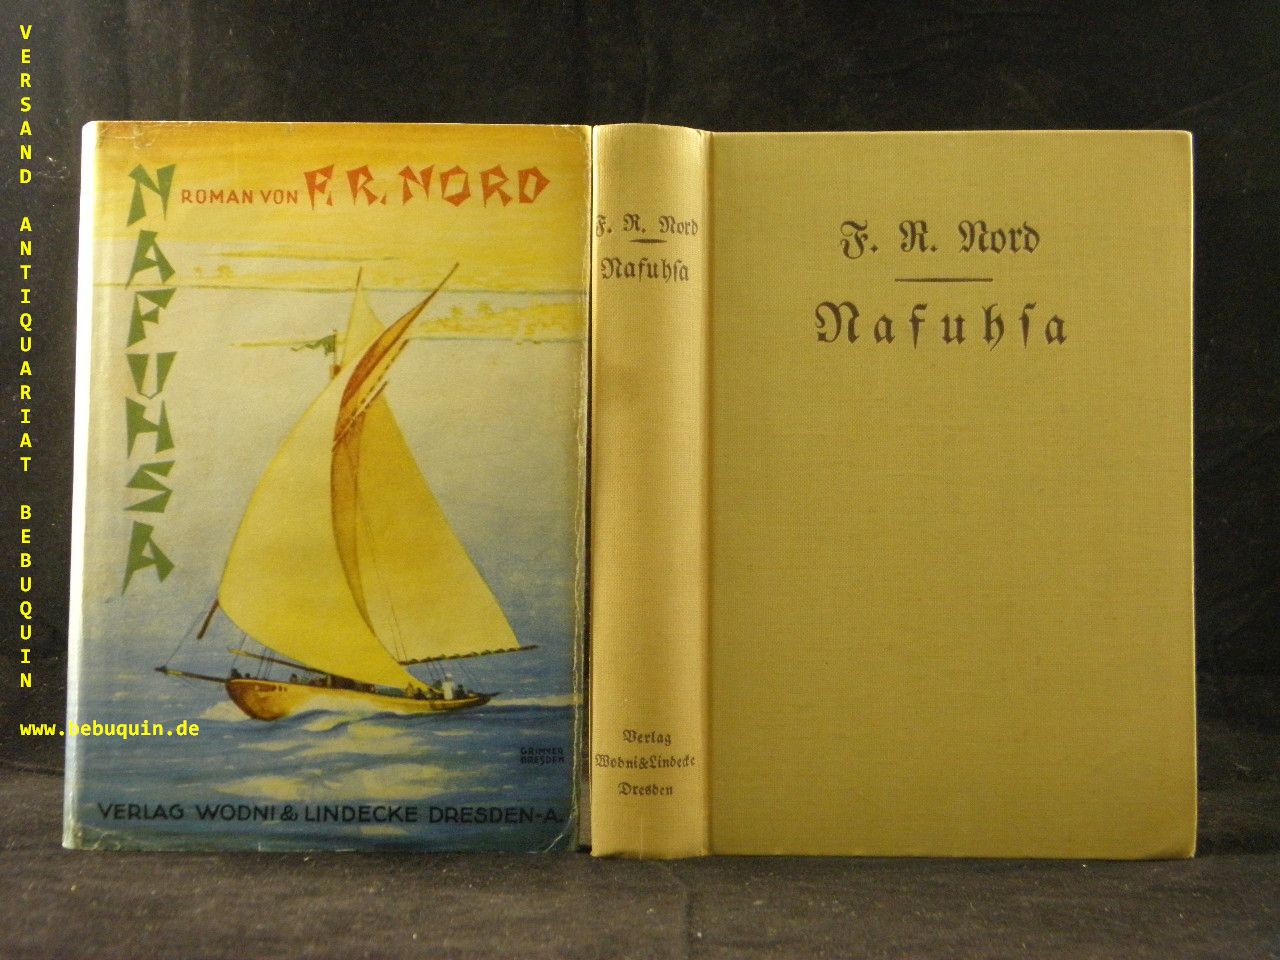 VERSAND ANTIQUARIAT BEBUQUIN
www.bebuquin.de
NAFUHSA
ROMAN VON F. R. NORD
GRIMMER
DRESDEN
VERLAG WODNI & LINDECKE DRESDEN-A.
F. R. Nord
Nafuhſa
Verlag
Wodni & Lindecke
Dresden
F. R. Nord
Nafuhſa